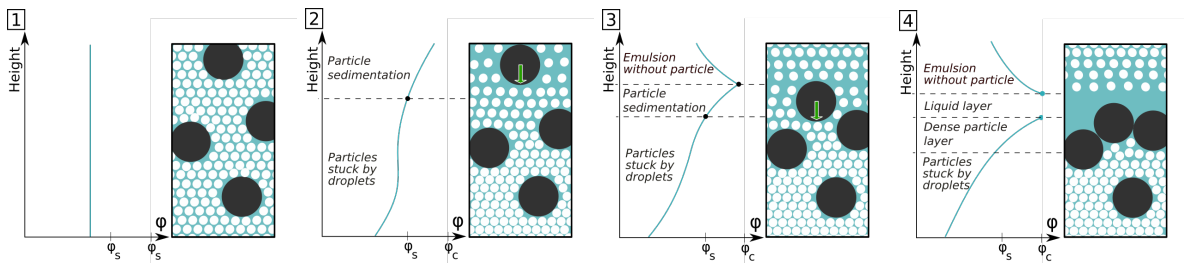 1
Height
φ
φs
φs
2
Height
Particle
sedimentation
Particles
stuck by
droplets
φ
φs
φc
3
Height
Emulsion
without particle
Particle
sedimentation
Particles
stuck by
droplets
φ
φs
φc
4
Height
Emulsion
without particle
Liquid layer
Dense particle
layer
Particles
stuck by
droplets
φ
φs
φc